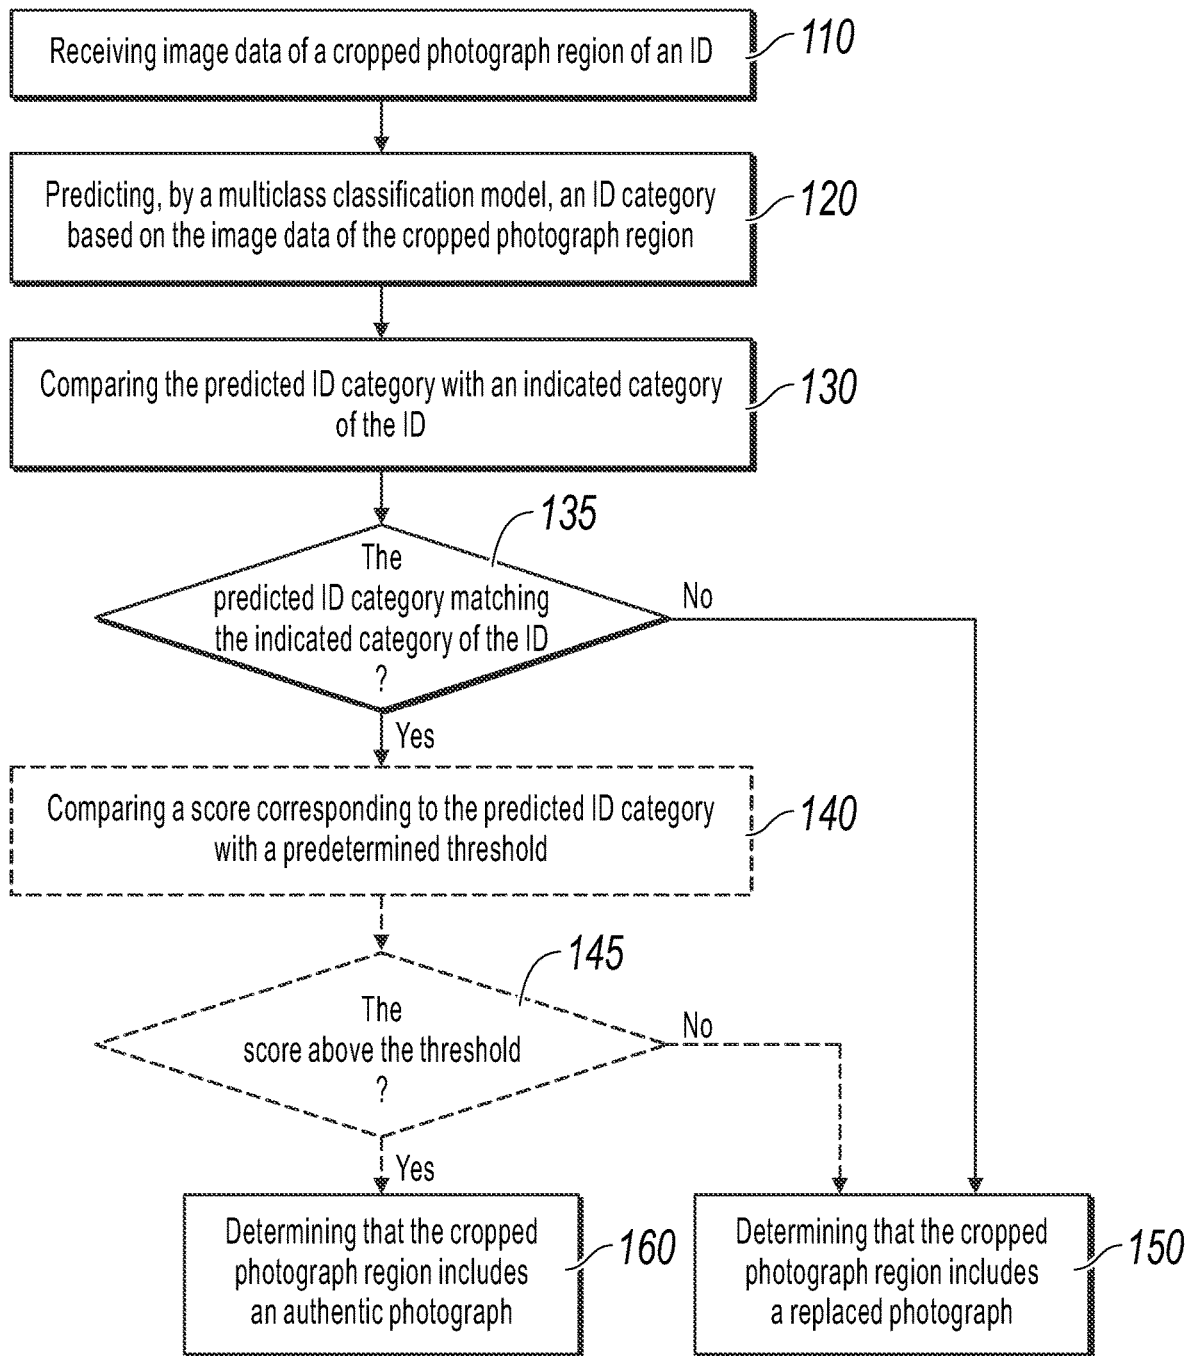 Receiving image data of a cropped photograph region of an ID
110
Predicting, by a multiclass classification model, an ID category
based on the image data of the cropped photograph region
120
Comparing the predicted ID category with an indicated category
of the ID
130
135
The
predicted ID category matching
the indicated category of the ID
?
No
Yes
Comparing a score corresponding to the predicted ID category
with a predetermined threshold
140
145
The
score above the threshold
?
No
Yes
Determining that the cropped
photograph region includes
an authentic photograph
160
Determining that the cropped
photograph region includes
a replaced photograph
150